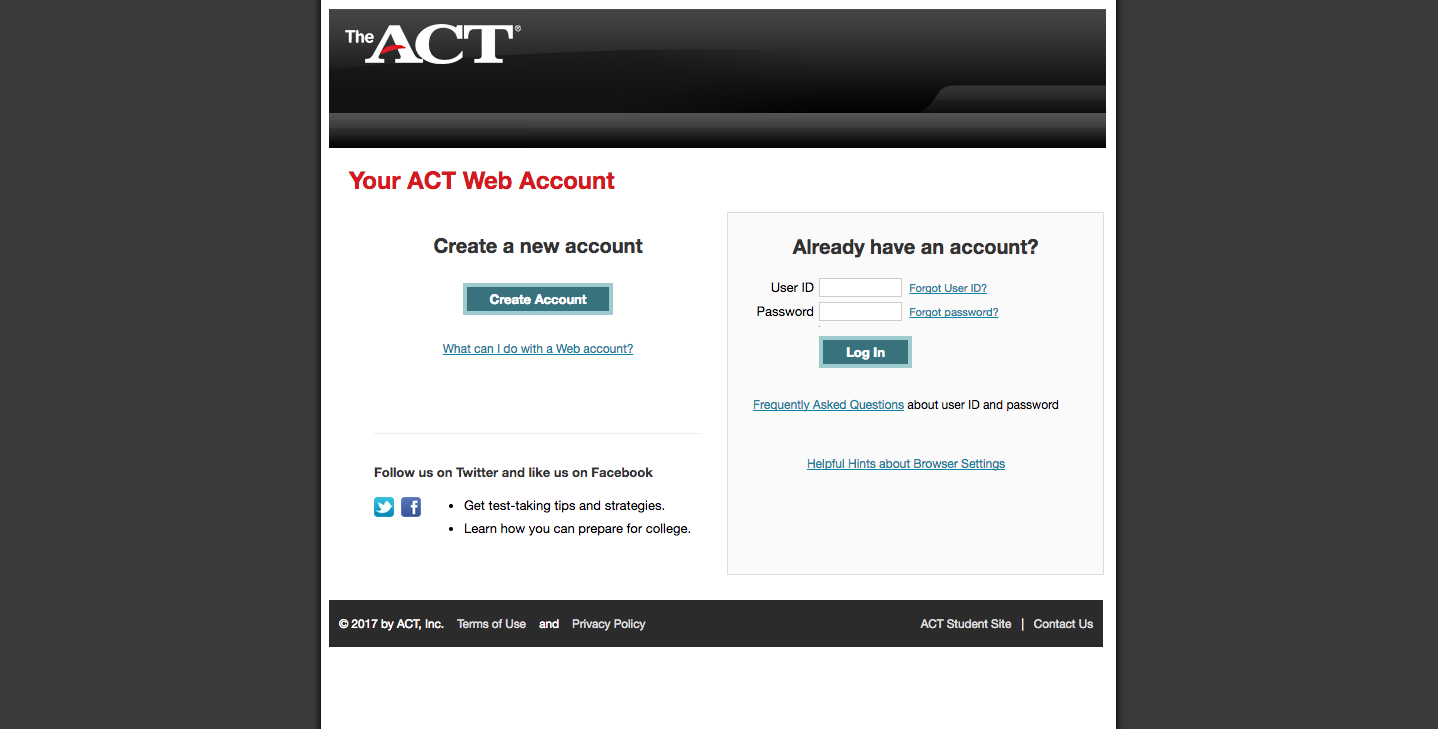 The ACT®
Your ACT Web Account
Create a new account
Create Account
What can I do with a Web account?
Already have an account?
User ID Forgot User ID?
Password Forgot password?
Log In
Frequently Asked Questions about user ID and password
Helpful Hints about Browser Settings
Follow us on Twitter and like us on Facebook
• Get test-taking tips and strategies.
• Learn how you can prepare for college.
© 2017 by ACT, Inc. Terms of Use and Privacy Policy ACT Student Site | Contact Us